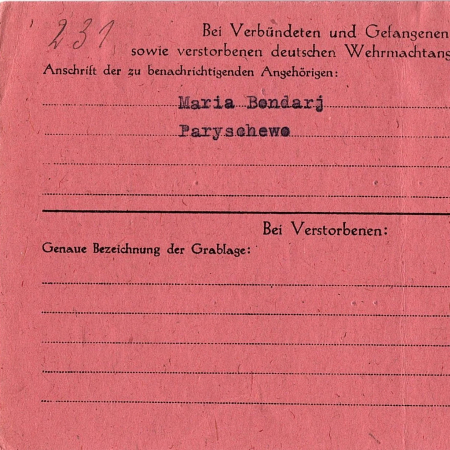 231
Bei Verbündeten und Gefangenen
sowie verstorbenen deutschen Wehrmachtang
Anschrift der zu benachrichtigenden Angehörigen:
Maria Bondarj
Paryschewo
Bei Verstorbenen:
Genaue Bezeichnung der Grablage: